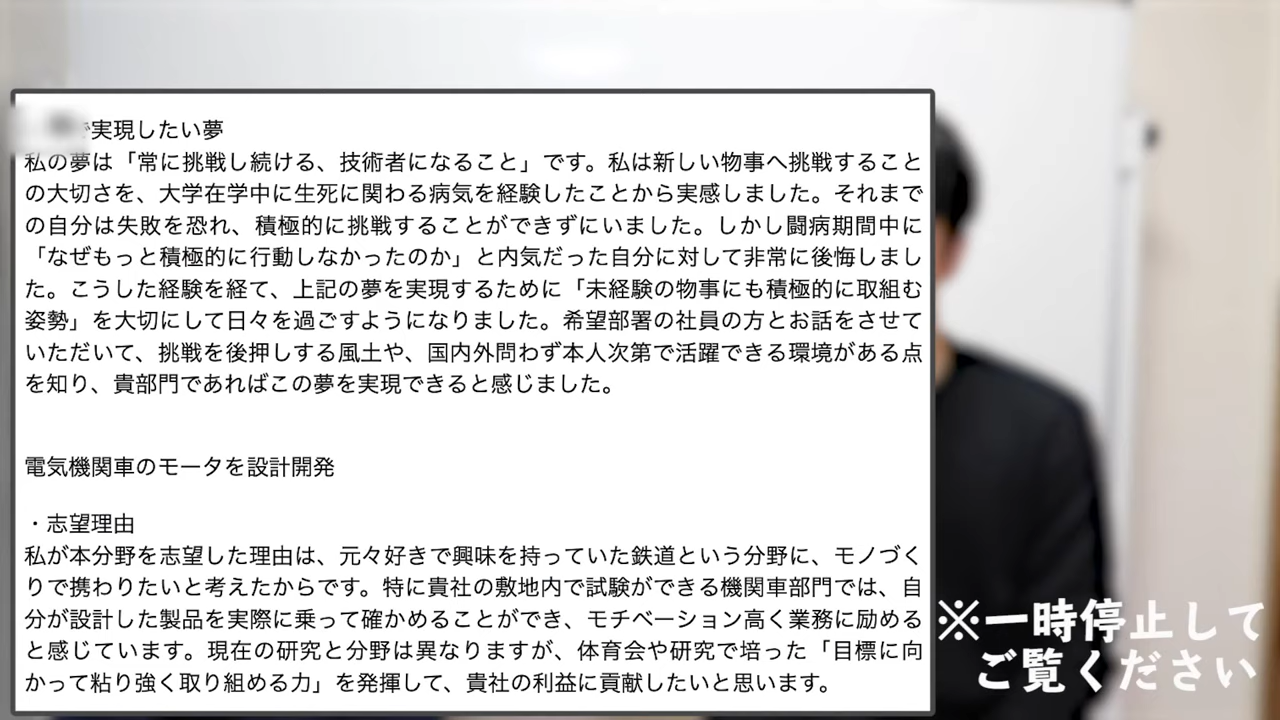 で実現したい夢
私の夢は「常に挑戦し続ける、技術者になること」です。私は新しい物事へ挑戦すること
の大切さを、大学在学中に生死に関わる病気を経験したことから実感しました。それまで
の自分は失敗を恐れ、積極的に挑戦することができずにいました。しかし闘病期間中に
「なぜもっと積極的に行動しなかったのか」と内気だった自分に対して非常に後悔しまし
た。こうした経験を経て、上記の夢を実現するために「未経験の物事にも積極的に取組む
姿勢」を大切にして日々を過ごすようになりました。希望部署の社員の方とお話をさせて
いただいて、挑戦を後押しする風土や、国内外問わず本人次第で活躍できる環境がある点
を知り、貴部門であればこの夢を実現できると感じました。
電気機関車のモータを設計開発
・志望理由
私が本分野を志望した理由は、元々好きで興味を持っていた鉄道という分野に、モノづく
りで携わりたいと考えたからです。特に貴社の敷地内で試験ができる機関車部門では、自
分が設計した製品を実際に乗って確かめることができ、モチベーション高く業務に励める
と感じています。現在の研究と分野は異なりますが、体育会や研究で培った「目標に向
かって粘り強く取り組める力」を発揮して、貴社の利益に貢献したいと思います。
※一時停止して
ご覧ください